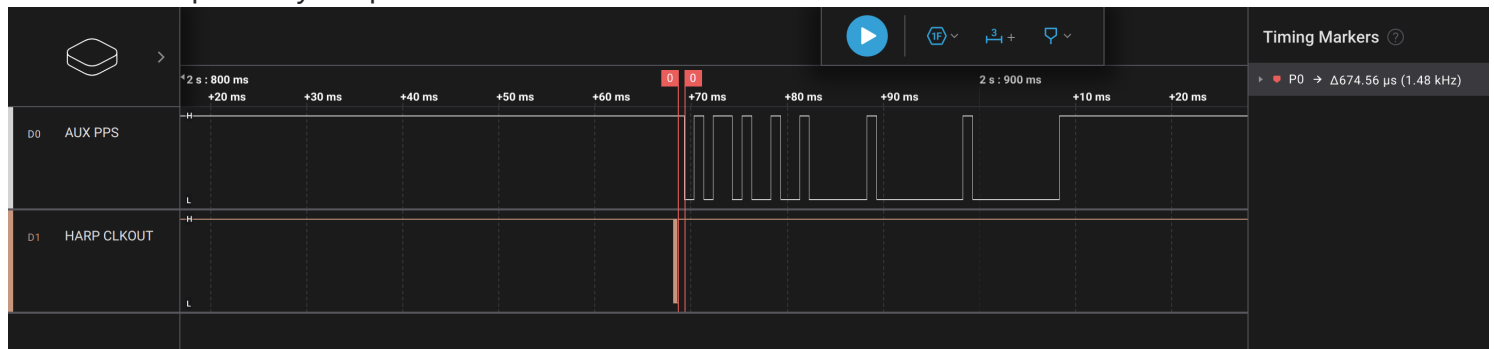 1F
3 +
Timing Markers ?
2 s : 800 ms
0 0
2 s : 900 ms
P0 → Δ674.56 µs (1.48 kHz)
+20 ms +30 ms +40 ms +50 ms +60 ms +70 ms +80 ms +90 ms +10 ms +20 ms
H
D0 AUX PPS
L
H
D1 HARP CLKOUT
L